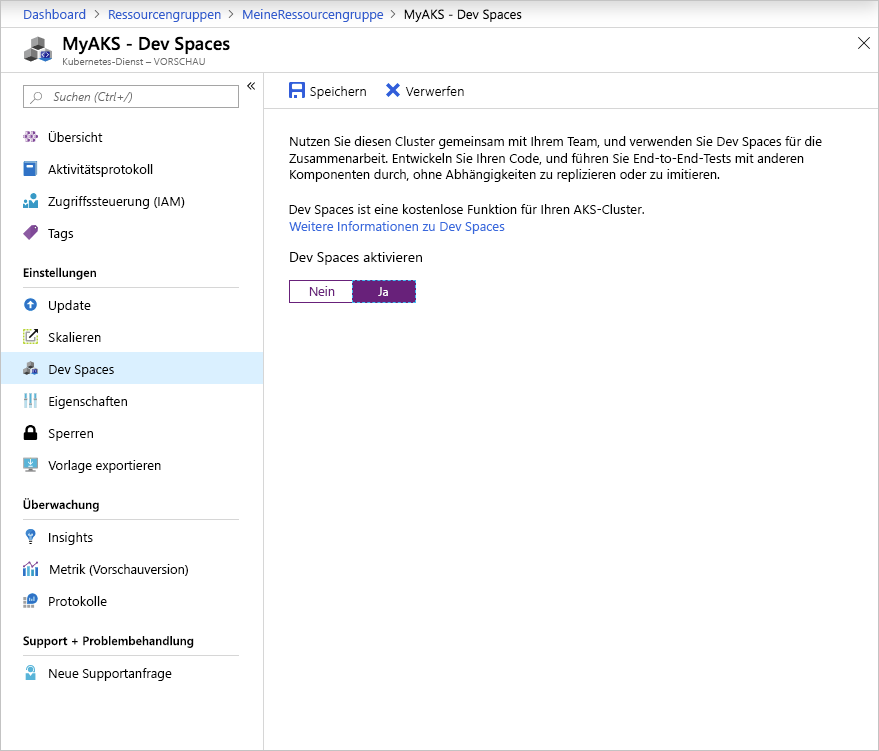 Dashboard > Ressourcengruppen > MeineRessourcengruppe > MyAKS - Dev Spaces
MyAKS - Dev Spaces
Kubernetes-Dienst – VORSCHAU
Suchen (Ctrl+/)
«
Übersicht
Aktivitätsprotokoll
Zugriffssteuerung (IAM)
Tags
Einstellungen
Update
Skalieren
Dev Spaces
Eigenschaften
Sperren
Vorlage exportieren
Überwachung
Insights
Metrik (Vorschauversion)
Protokolle
Support + Problembehandlung
Neue Supportanfrage
Speichern Verwerfen
Nutzen Sie diesen Cluster gemeinsam mit Ihrem Team, und verwenden Sie Dev Spaces für die
Zusammenarbeit. Entwickeln Sie Ihren Code, und führen Sie End-to-End-Tests mit anderen
Komponenten durch, ohne Abhängigkeiten zu replizieren oder zu imitieren.
Dev Spaces ist eine kostenlose Funktion für Ihren AKS-Cluster.
Weitere Informationen zu Dev Spaces
Dev Spaces aktivieren
Nein Ja